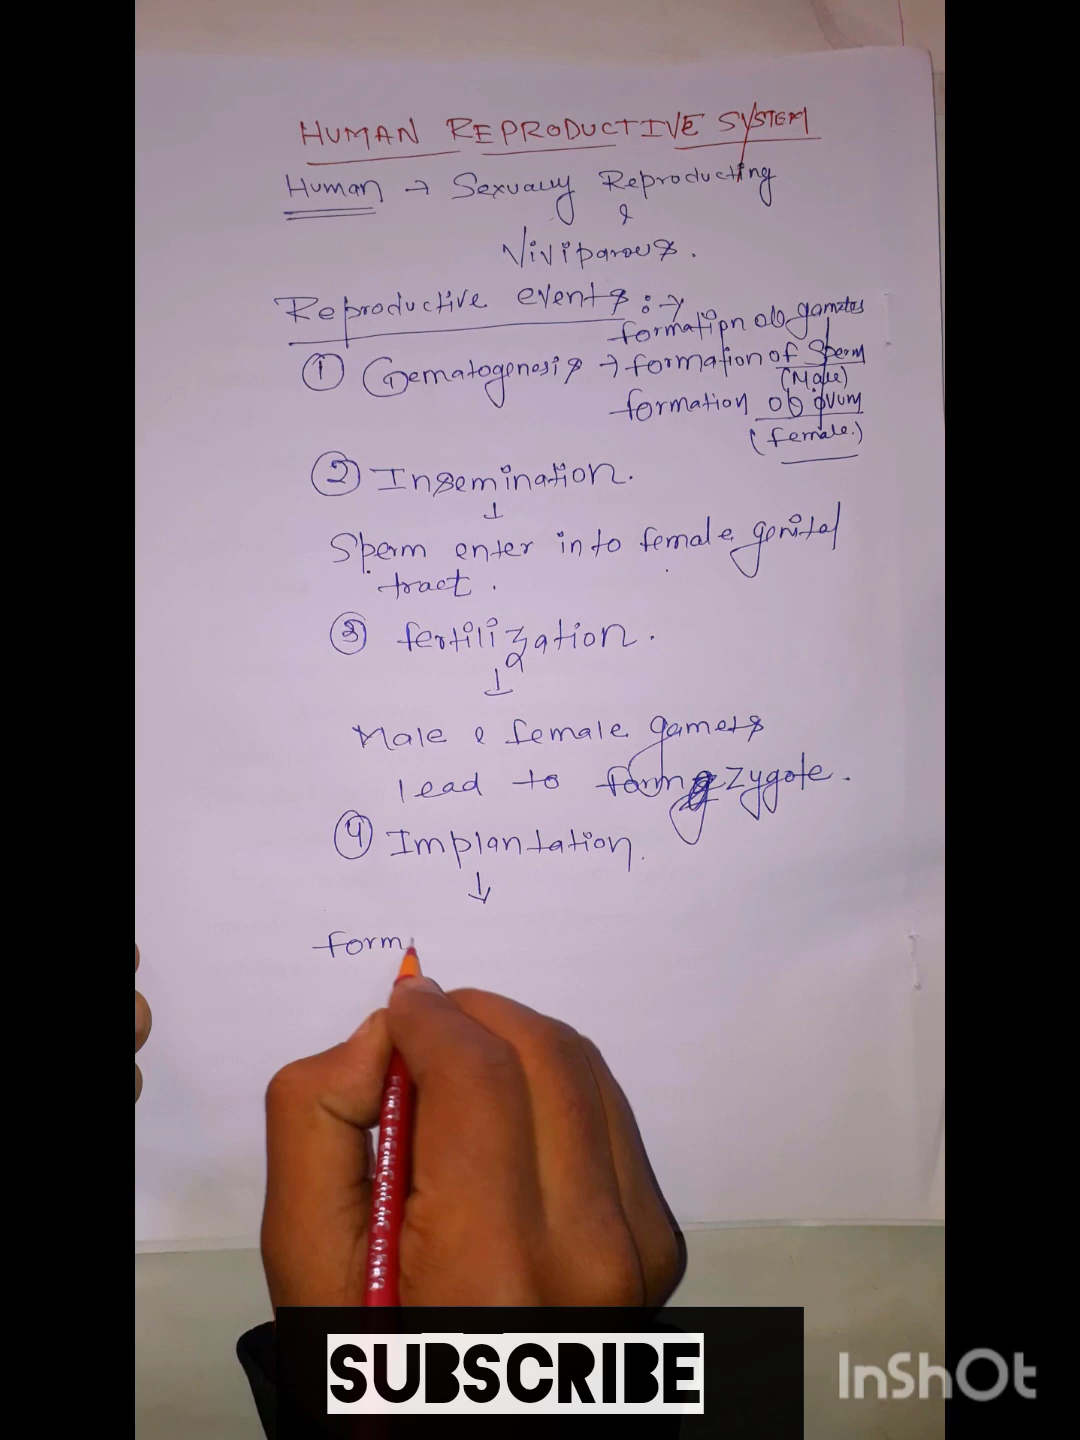 HUMAN REPRODUCTIVE SYSTEM
Human → Sexually Reproducting
&
Viviparous.
Reproductive events :→
formation of gametes
① Gematogenesis → formation of Sperm
(Male)
formation of ovum
(female.)
② Insemination.
↓
Sperm enter into female genital
tract.
③ fertilization.
↓
Male & female gamets
lead to form zygote.
④ Implantation.
↓
form
SUBSCRIBE
InShOt